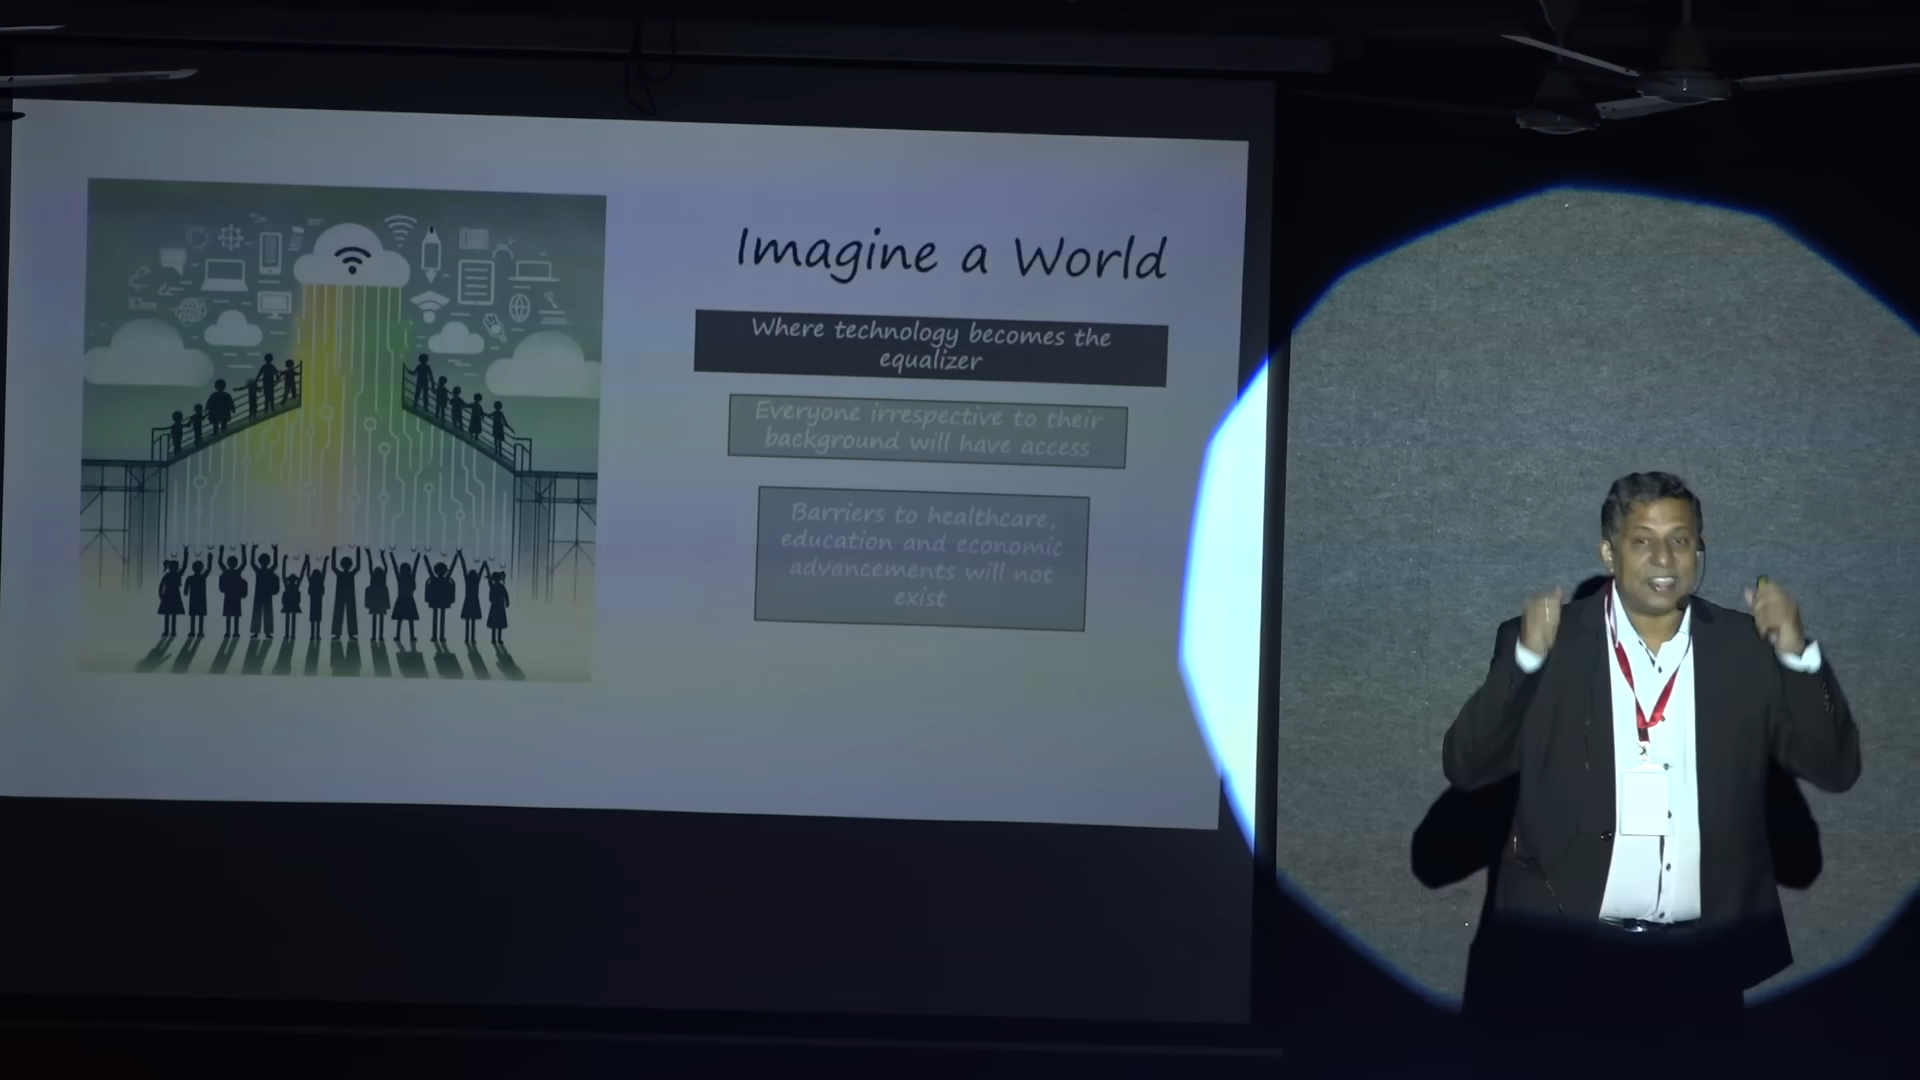 Imagine a World
Where technology becomes the
equalizer
Everyone irrespective to their
background will have access
Barriers to healthcare,
education and economic
advancements will not
exist